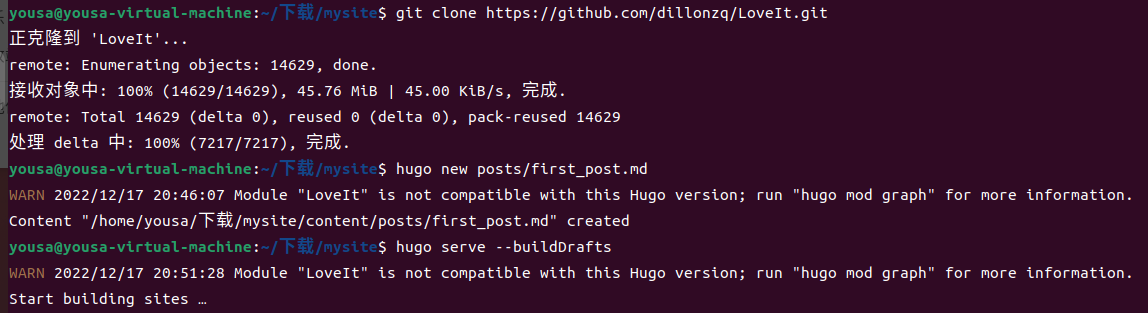 yousa@yousa-virtual-machine:~/下载/mysite$ git clone https://github.com/dillonzq/LoveIt.git
正克隆到 'LoveIt'...
remote: Enumerating objects: 14629, done.
接收对象中: 100% (14629/14629), 45.76 MiB | 45.00 KiB/s, 完成.
remote: Total 14629 (delta 0), reused 0 (delta 0), pack-reused 14629
处理 delta 中: 100% (7217/7217), 完成.
yousa@yousa-virtual-machine:~/下载/mysite$ hugo new posts/first_post.md
WARN 2022/12/17 20:46:07 Module "LoveIt" is not compatible with this Hugo version; run "hugo mod graph" for more information.
Content "/home/yousa/下载/mysite/content/posts/first_post.md" created
yousa@yousa-virtual-machine:~/下载/mysite$ hugo serve --buildDrafts
WARN 2022/12/17 20:51:28 Module "LoveIt" is not compatible with this Hugo version; run "hugo mod graph" for more information.
Start building sites …